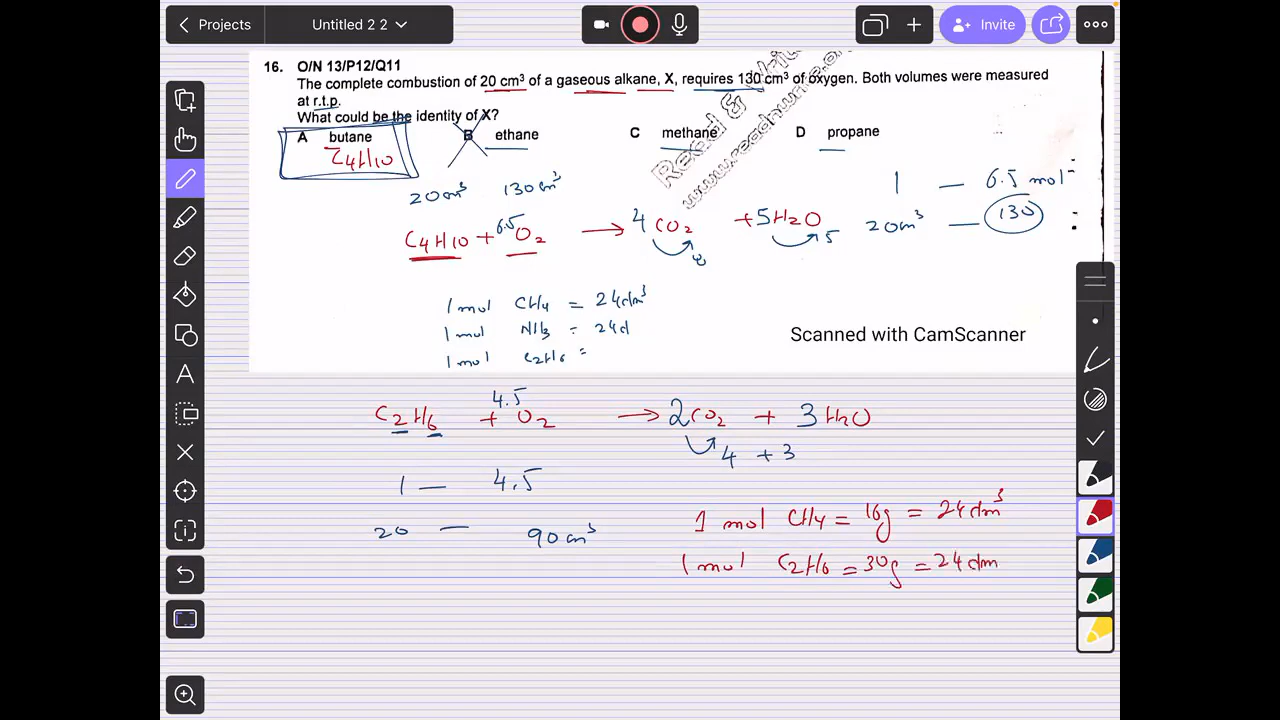 Projects
Untitled 2 2
Invite
16. O/N 13/P12/Q11
The complete combustion of 20 cm³ of a gaseous alkane, X, requires 130 cm³ of oxygen. Both volumes were measured
at r.t.p.
What could be the identity of X?
A butane B ethane C methane D propane
C4H10
20cm³ 130cm³
1 — 6.5 mol
C4H10 + 6.5 O2 → 4 CO2 + 5H2O
8 5
20cm³ — 130
1 mol CH4 = 24dm³
1 mol NH3 = 24d
1 mol C2H6 =
Read & Write
Scanned with CamScanner
4.5
C2H6 + O2 → 2CO2 + 3H2O
4 + 3
1 — 4.5
20 — 90cm³
1 mol CH4 = 16g = 24dm³
1 mol C2H6 = 30g = 24dm
A